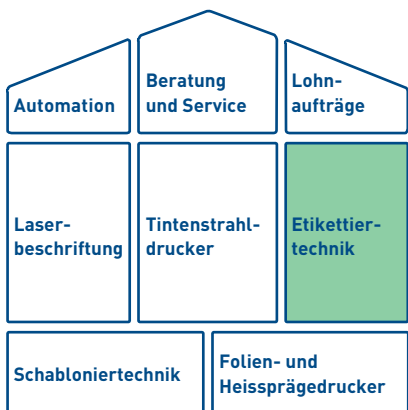 Automation
Beratung
und Service
Lohn-
aufträge
Laser-
beschriftung
Tintenstrahl-
drucker
Etikettier-
technik
Schabloniertechnik
Folien- und
Heissprägedrucker